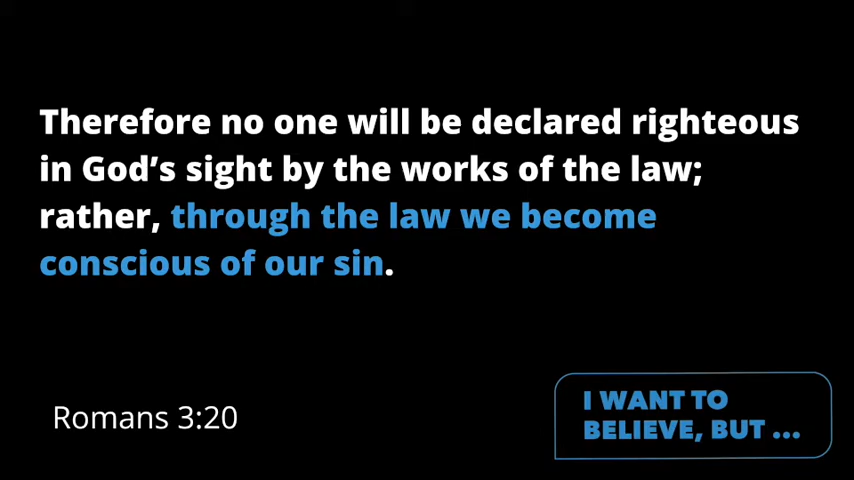 Therefore no one will be declared righteous
in God’s sight by the works of the law;
rather, through the law we become
conscious of our sin.
Romans 3:20
I WANT TO
BELIEVE, BUT ...